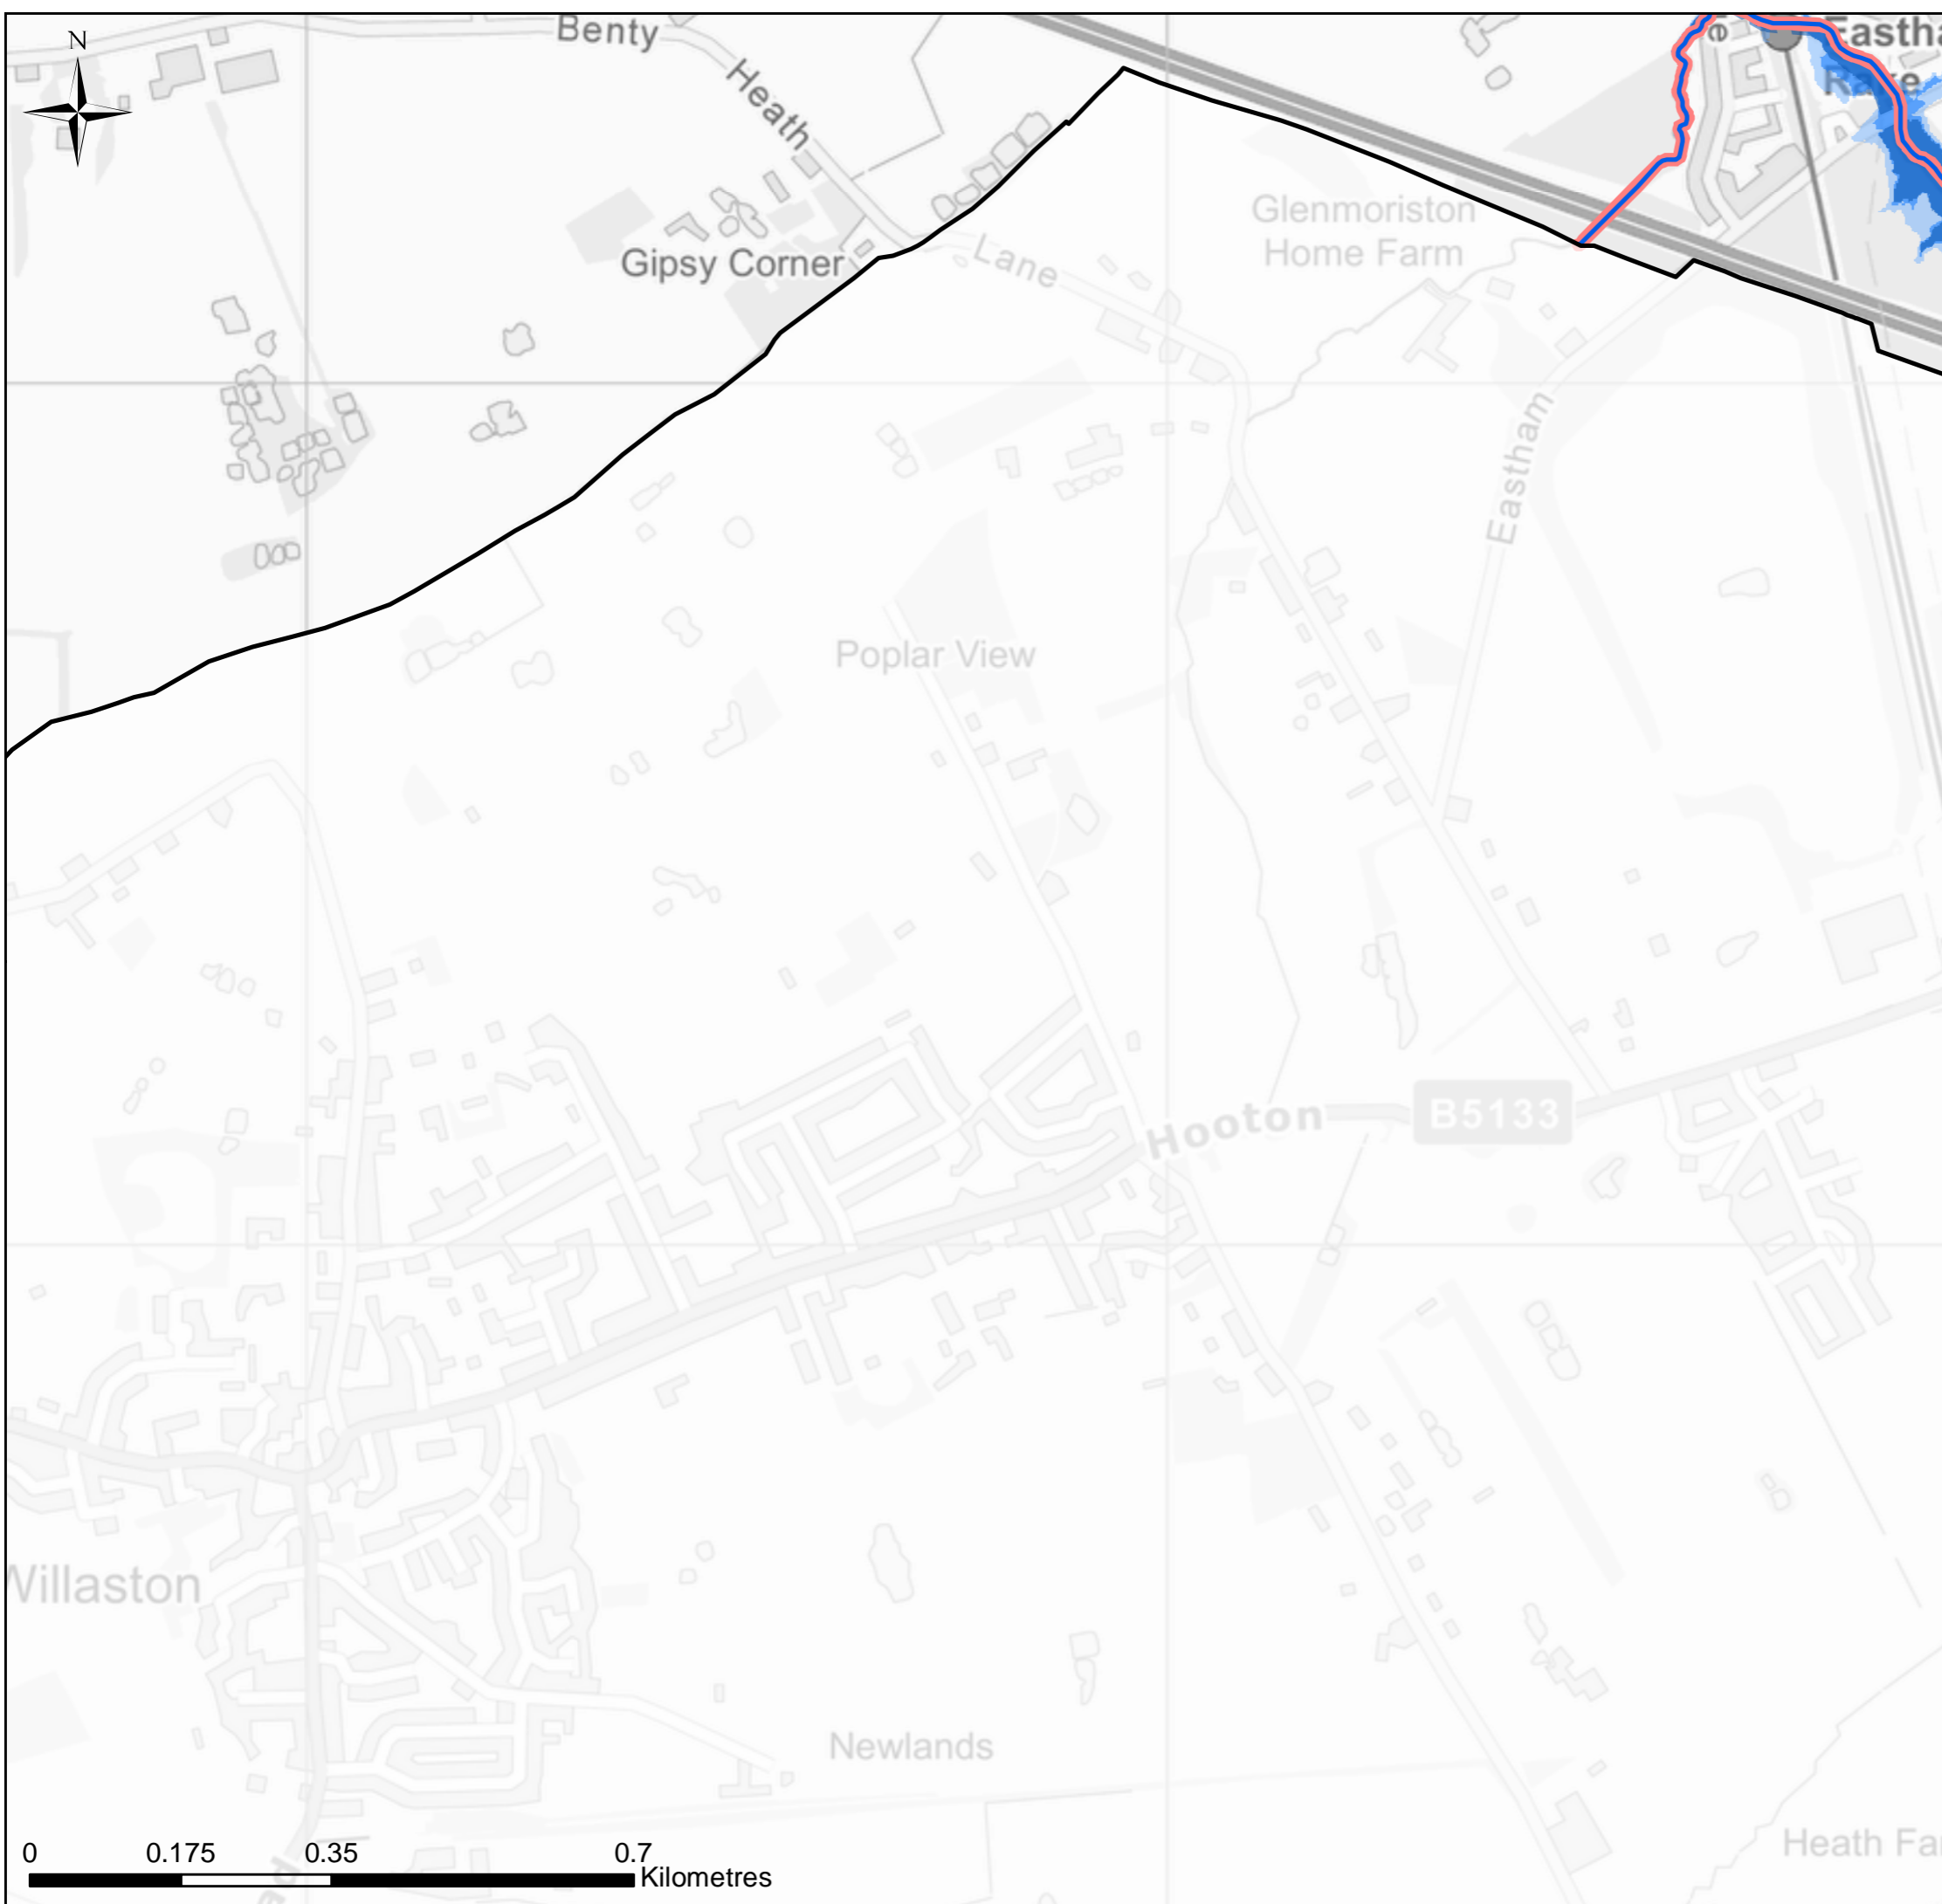 N
Benty
Heath
Lane
Gipsy Corner
Glenmoriston
Home Farm
Rake
Eastham
Poplar View
Hooton
B5133
Willaston
Newlands
0 0.175 0.35 0.7
Kilometres